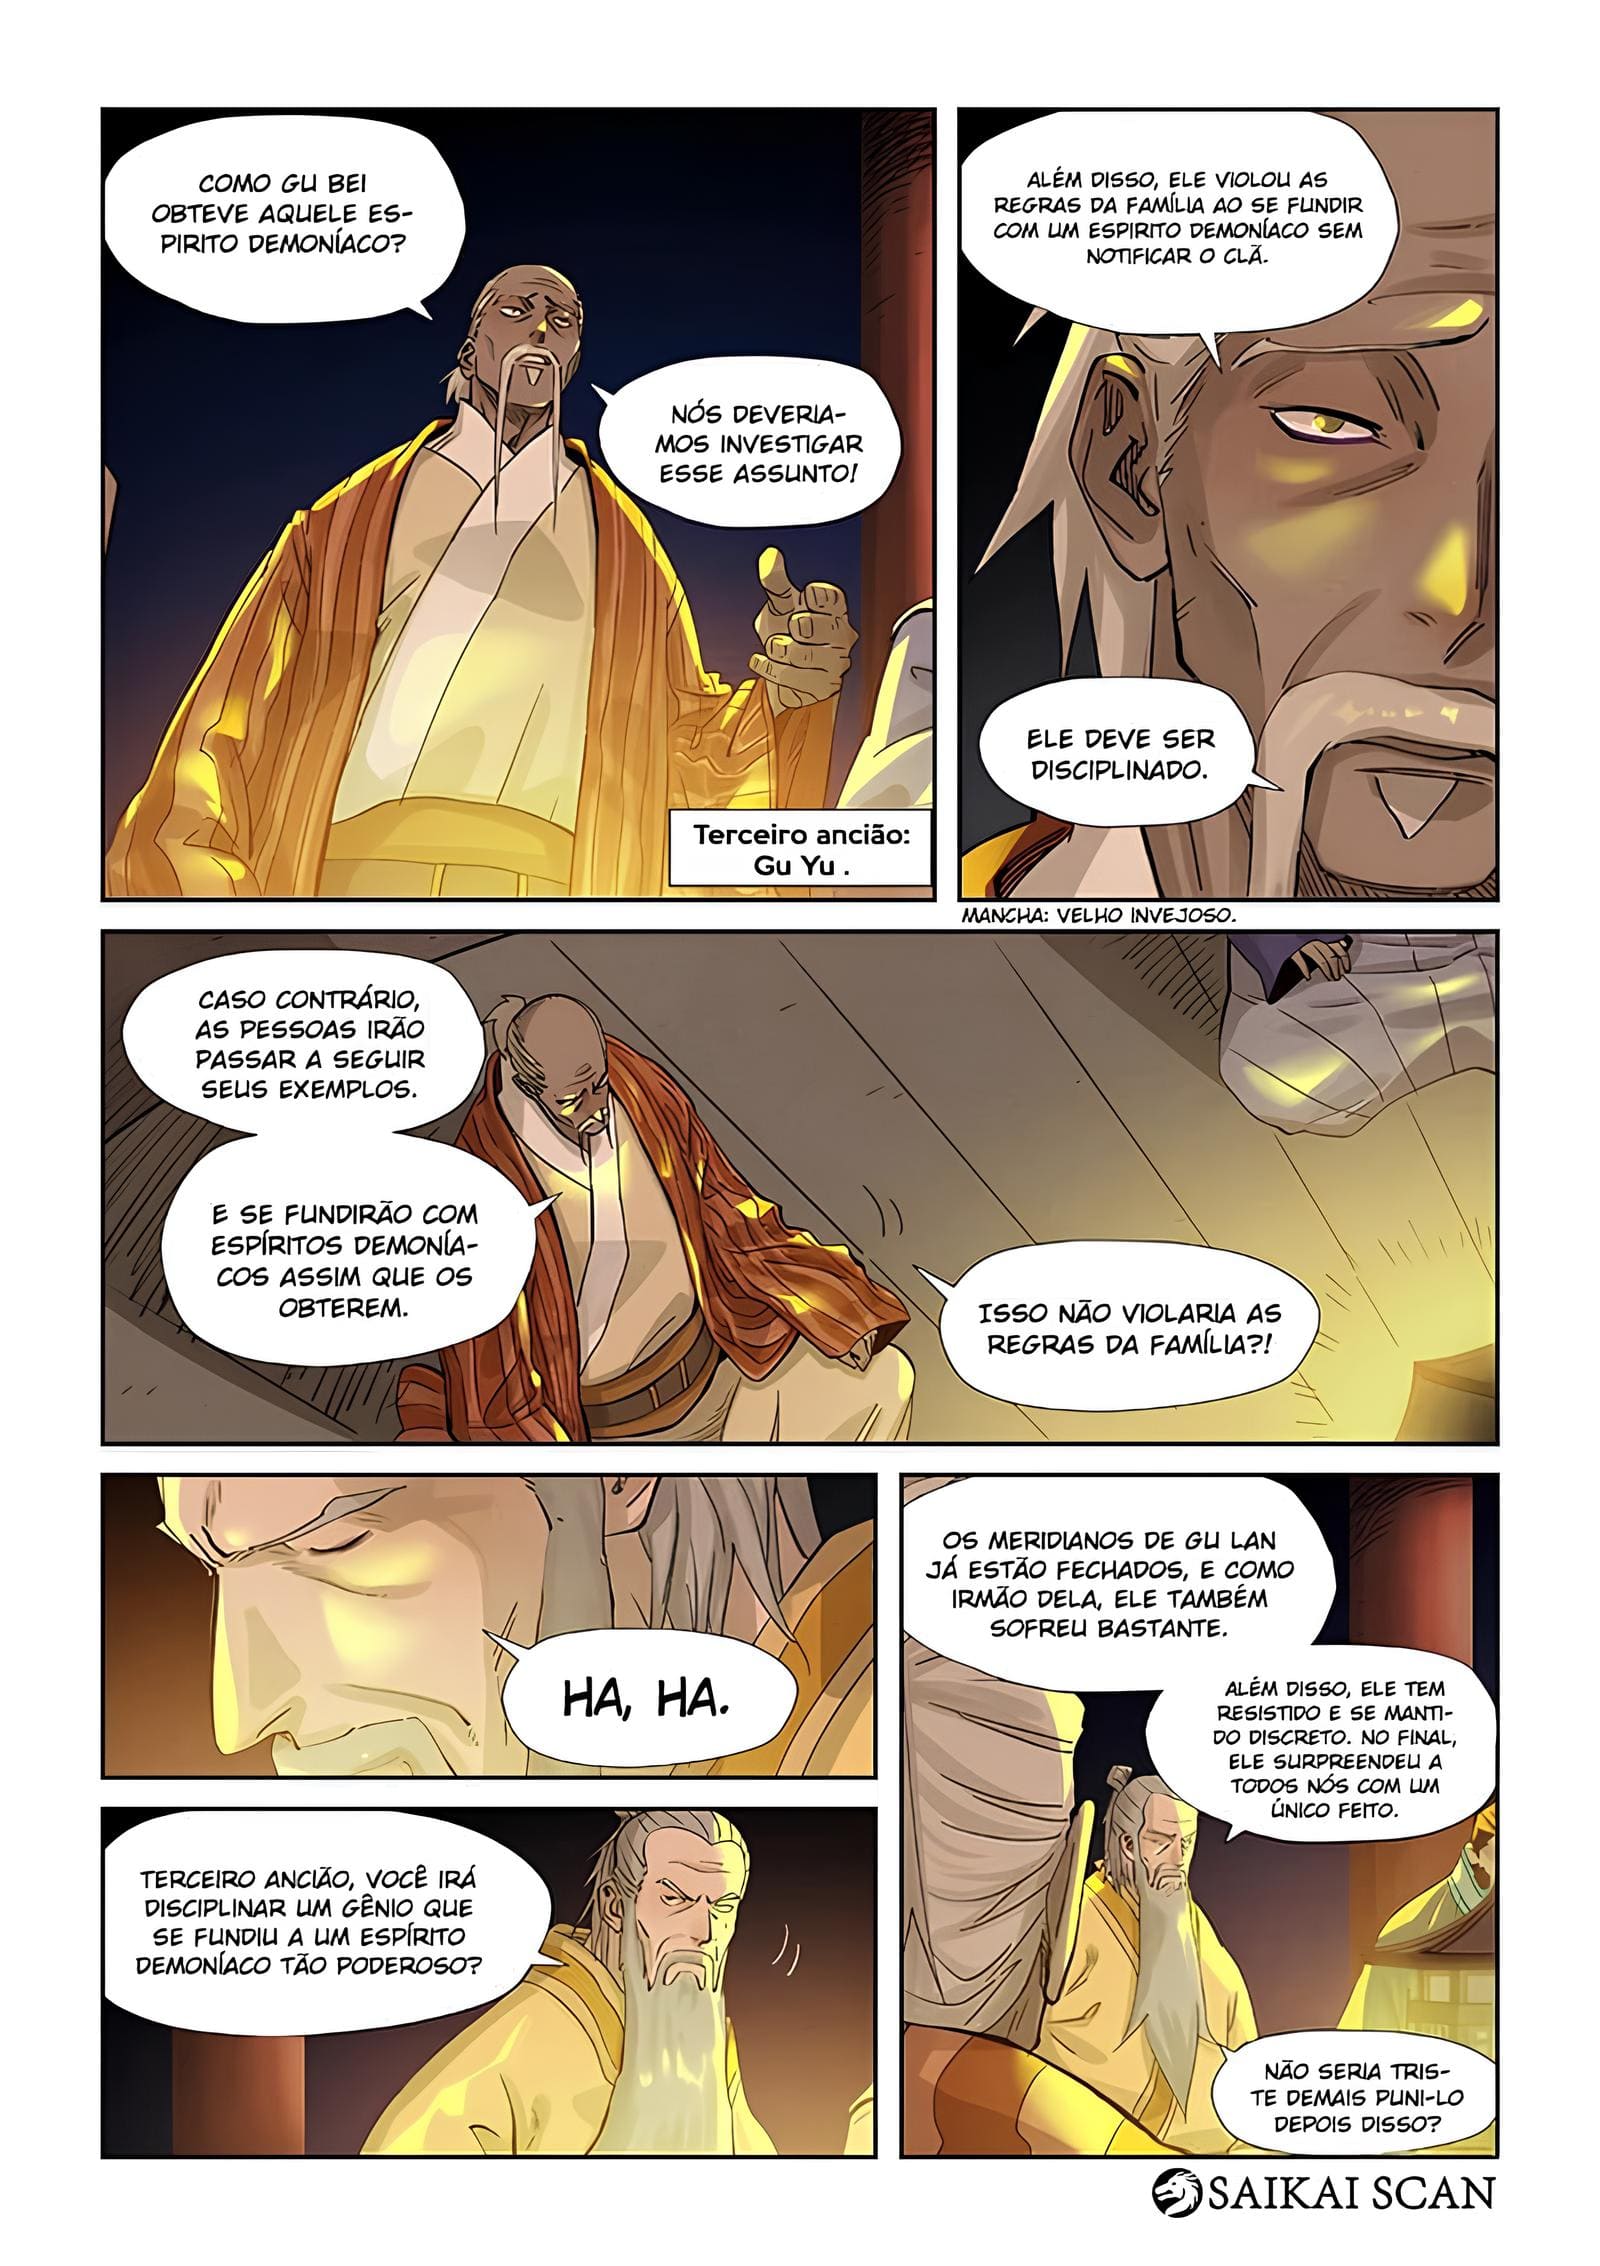 COMO GU BEI
OBTEVE AQUELE ES-
PIRITO DEMONÍACO?
NÓS DEVERIA-
MOS INVESTIGAR
ESSE ASSUNTO!
Terceiro ancião:
Gu Yu .
ALÉM DISSO, ELE VIOLOU AS
REGRAS DA FAMÍLIA AO SE FUNDIR
COM UM ESPIRITO DEMONÍACO SEM
NOTIFICAR O CLÃ.
ELE DEVE SER
DISCIPLINADO.
MANCHA: VELHO INVEJOSO.
CASO CONTRÁRIO,
AS PESSOAS IRÃO
PASSAR A SEGUIR
SEUS EXEMPLOS.
E SE FUNDIRÃO COM
ESPÍRITOS DEMONÍA-
COS ASSIM QUE OS
OBTEREM.
ISSO NÃO VIOLARIA AS
REGRAS DA FAMÍLIA?!
HA, HA.
TERCEIRO ANCIÃO, VOCÊ IRÁ
DISCIPLINAR UM GÊNIO QUE
SE FUNDIU A UM ESPÍRITO
DEMONÍACO TÃO PODEROSO?
OS MERIDIANOS DE GU LAN
JÁ ESTÃO FECHADOS, E COMO
IRMÃO DELA, ELE TAMBÉM
SOFREU BASTANTE.
ALÉM DISSO, ELE TEM
RESISTIDO E SE MANTI-
DO DISCRETO. NO FINAL,
ELE SURPREENDEU A
TODOS NÓS COM UM
ÚNICO FEITO.
NÃO SERIA TRIS-
TE DEMAIS PUNI-LO
DEPOIS DISSO?
SAIKAI SCAN